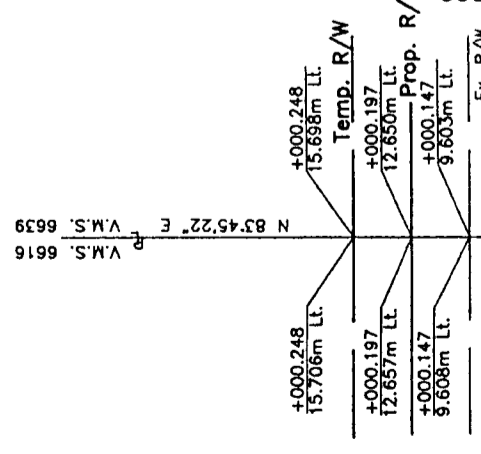 V.M.S. 6639
V.M.S. 6616
N 83°45'22" E
+000.248
15.698m Lt.
Temp. R/W
+000.197
12.650m Lt.
Prop. R/
+000.147
9.603m Lt.
Ex. R/W
+000.248
15.706m Lt.
+000.197
12.657m Lt.
+000.147
9.608m Lt.